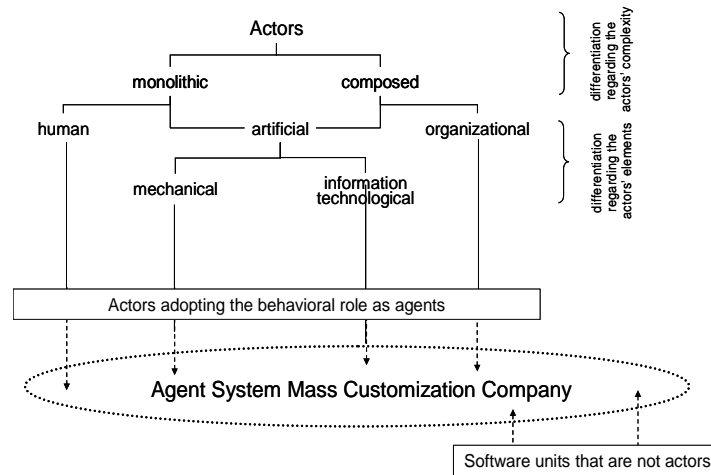 Actors
monolithic
composed
human
artificial
organizational
mechanical
information
technological
differentiation
regarding the
actors' complexity
differentiation
regarding the
actors' elements
Actors adopting the behavioral role as agents
Agent System Mass Customization Company
Software units that are not actors